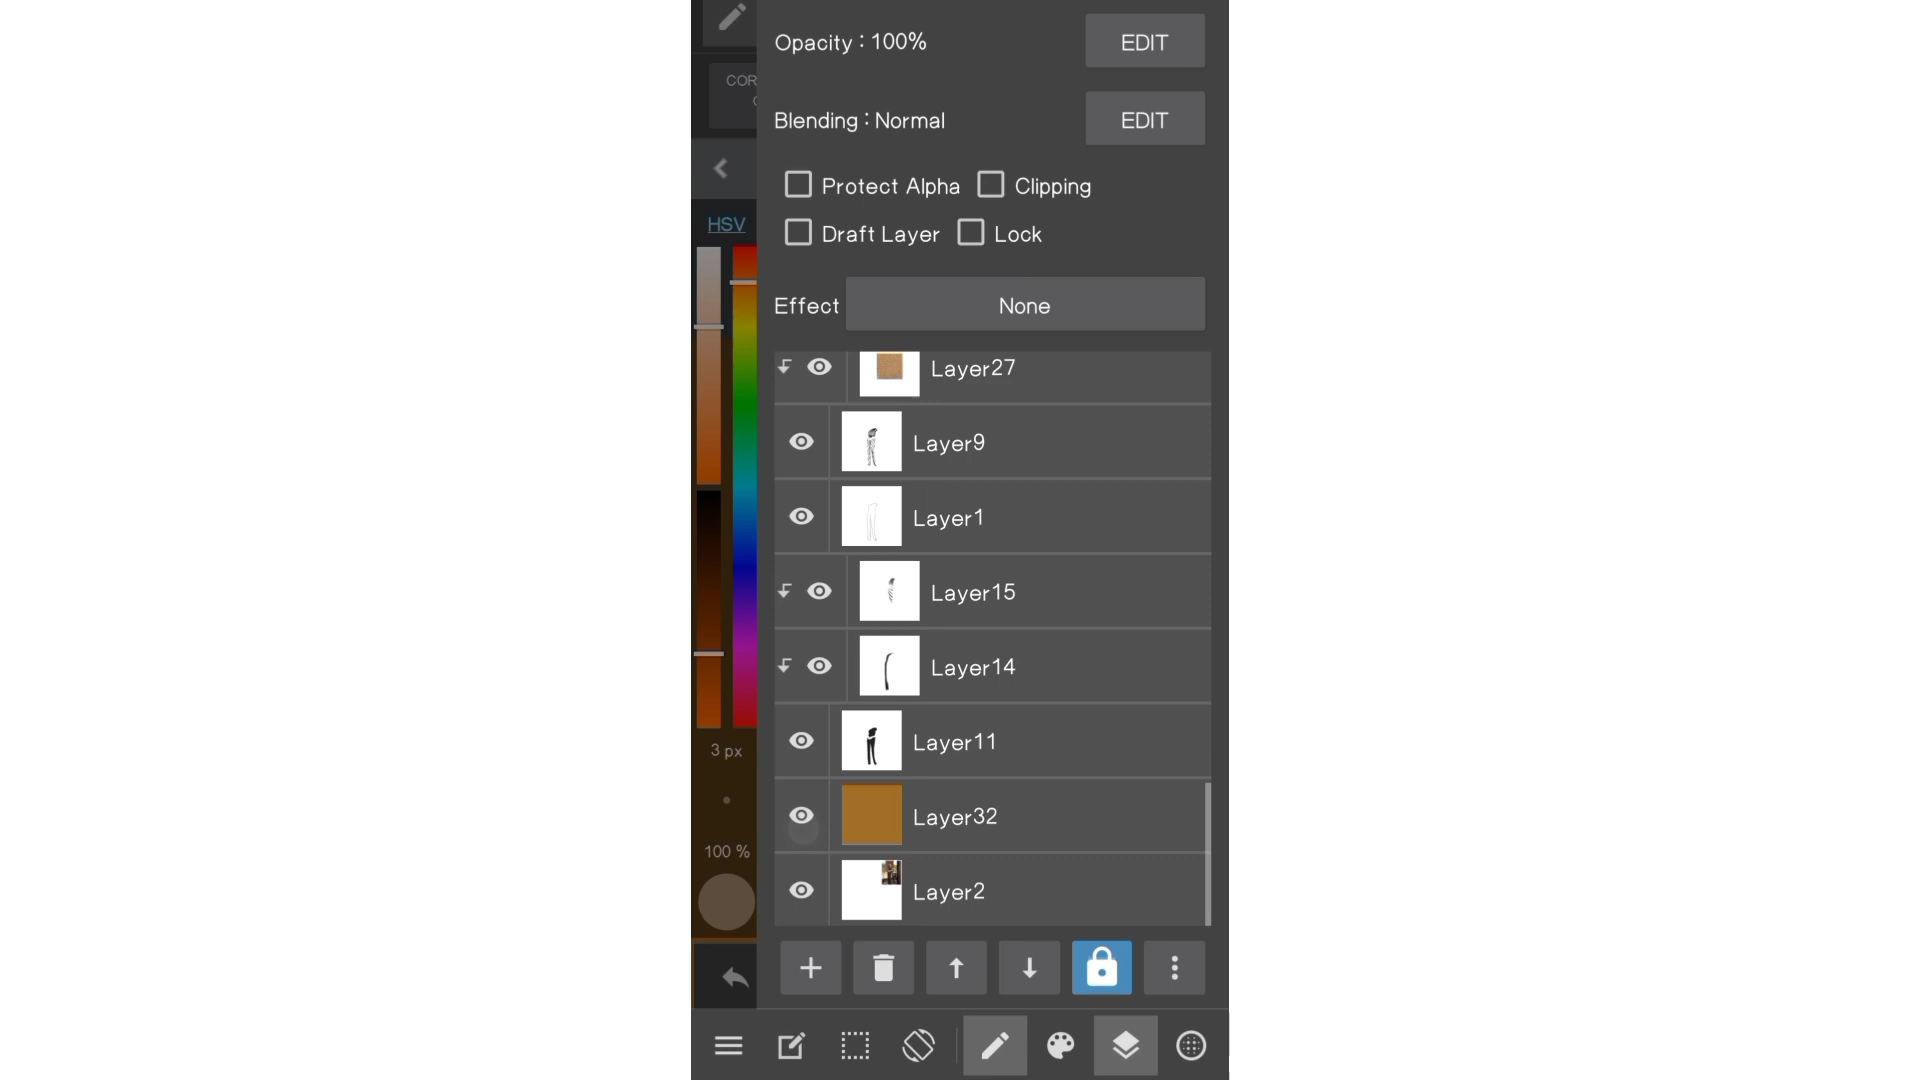 Opacity : 100%
EDIT
COR
Blending : Normal
EDIT
Protect Alpha
Clipping
HSV
Draft Layer
Lock
Effect
None
Layer27
Layer9
Layer1
Layer15
Layer14
Layer11
3 px
Layer32
100 %
Layer2